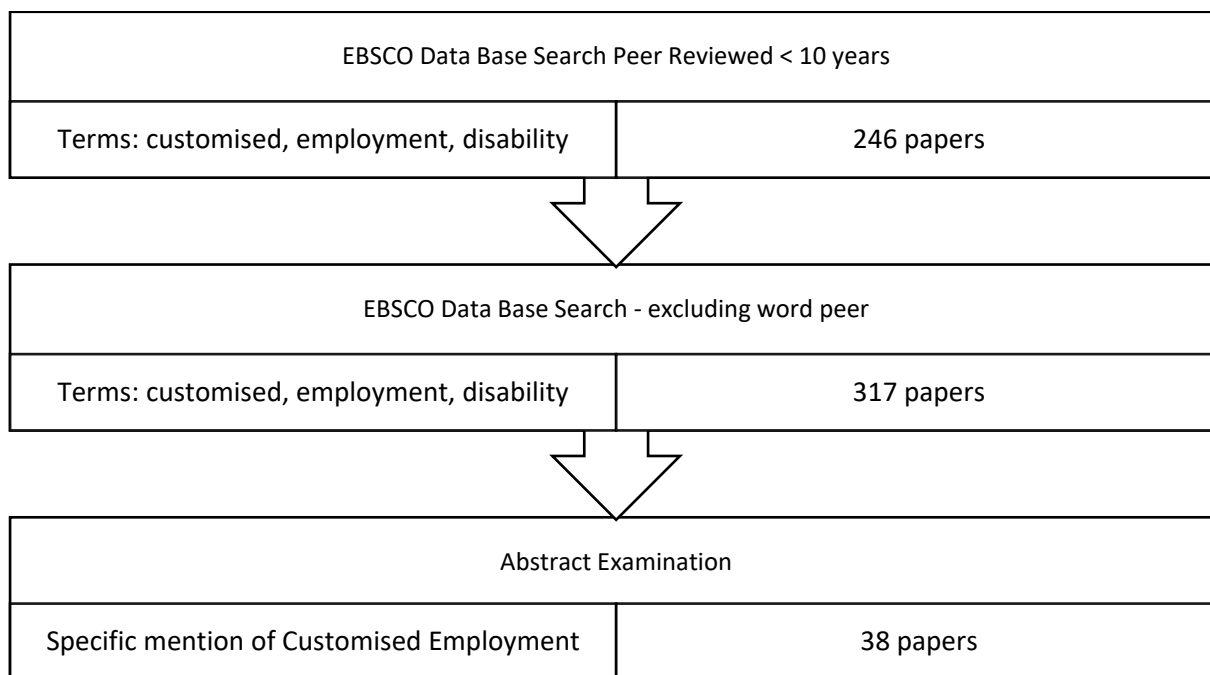 EBSCO Data Base Search Peer Reviewed < 10 years
Terms: customised, employment, disability
246 papers
EBSCO Data Base Search - excluding word peer
Terms: customised, employment, disability
317 papers
Abstract Examination
Specific mention of Customised Employment
38 papers